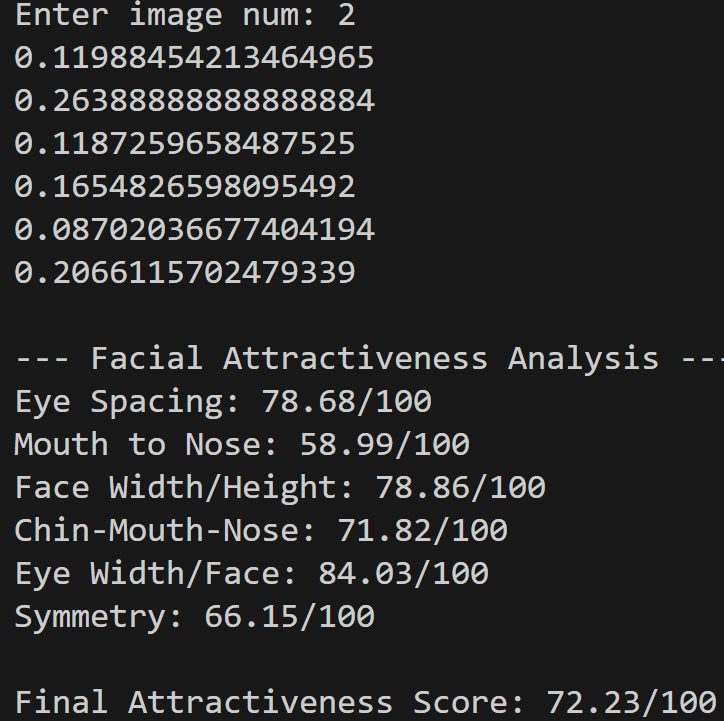 Enter image num: 2
0.11988454213464965
0.26388888888888884
0.1187259658487525
0.1654826598095492
0.08702036677404194
0.2066115702479339
--- Facial Attractiveness Analysis ---
Eye Spacing: 78.68/100
Mouth to Nose: 58.99/100
Face Width/Height: 78.86/100
Chin-Mouth-Nose: 71.82/100
Eye Width/Face: 84.03/100
Symmetry: 66.15/100
Final Attractiveness Score: 72.23/100